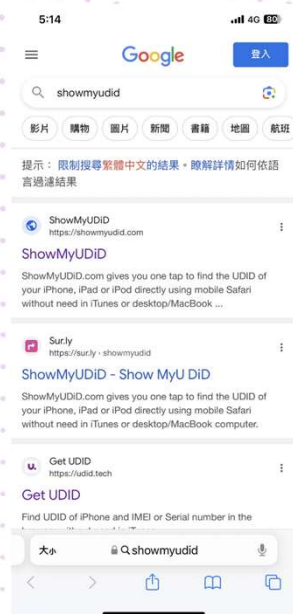 5:14
4G 80
Google
登入
showmyudid
影片
購物
圖片
新聞
書籍
地圖
航班
提示： 限制搜尋繁體中文的結果。瞭解詳情如何依語
言過濾結果
ShowMyUDiD
https://showmyudid.com
ShowMyUDiD
ShowMyUDiD.com gives you one tap to find the UDID of
your iPhone, iPad or iPod directly using mobile Safari
without need in iTunes or desktop/MacBook ...
Sur.ly
https://sur.ly › showmyudid
ShowMyUDiD - Show MyU DiD
ShowMyUDiD.com gives you one tap to find the UDID of
your iPhone, iPad or iPod directly using mobile Safari
without need in iTunes or desktop/MacBook computer.
u.
Get UDID
https://udid.tech
Get UDID
Find UDID of iPhone and IMEI or Serial number in the
大小
showmyudid